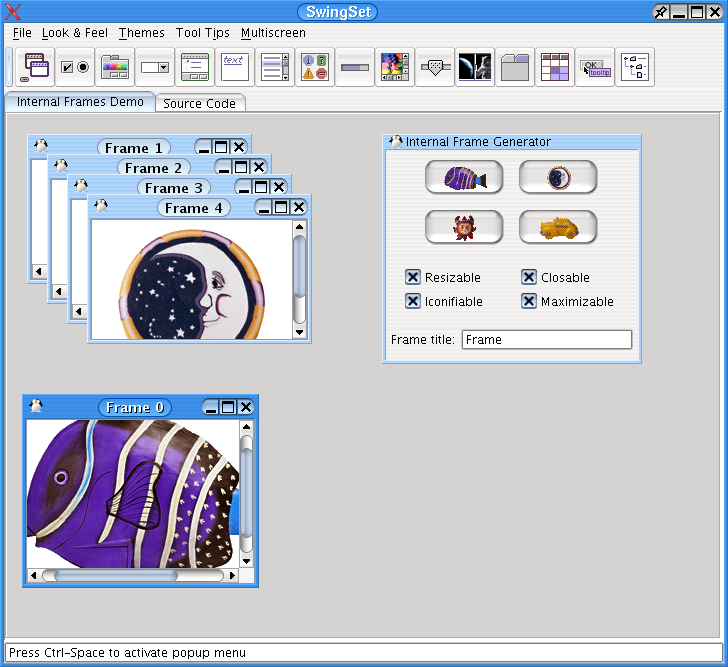 SwingSet
File Look & Feel Themes Tool Tips Multiscreen
text
OK
tooltip
Internal Frames Demo Source Code
Frame 1
Frame 2
Frame 3
Frame 4
Internal Frame Generator
Resizable Closable
Iconifiable Maximizable
Frame title: Frame
Frame 0
Press Ctrl-Space to activate popup menu